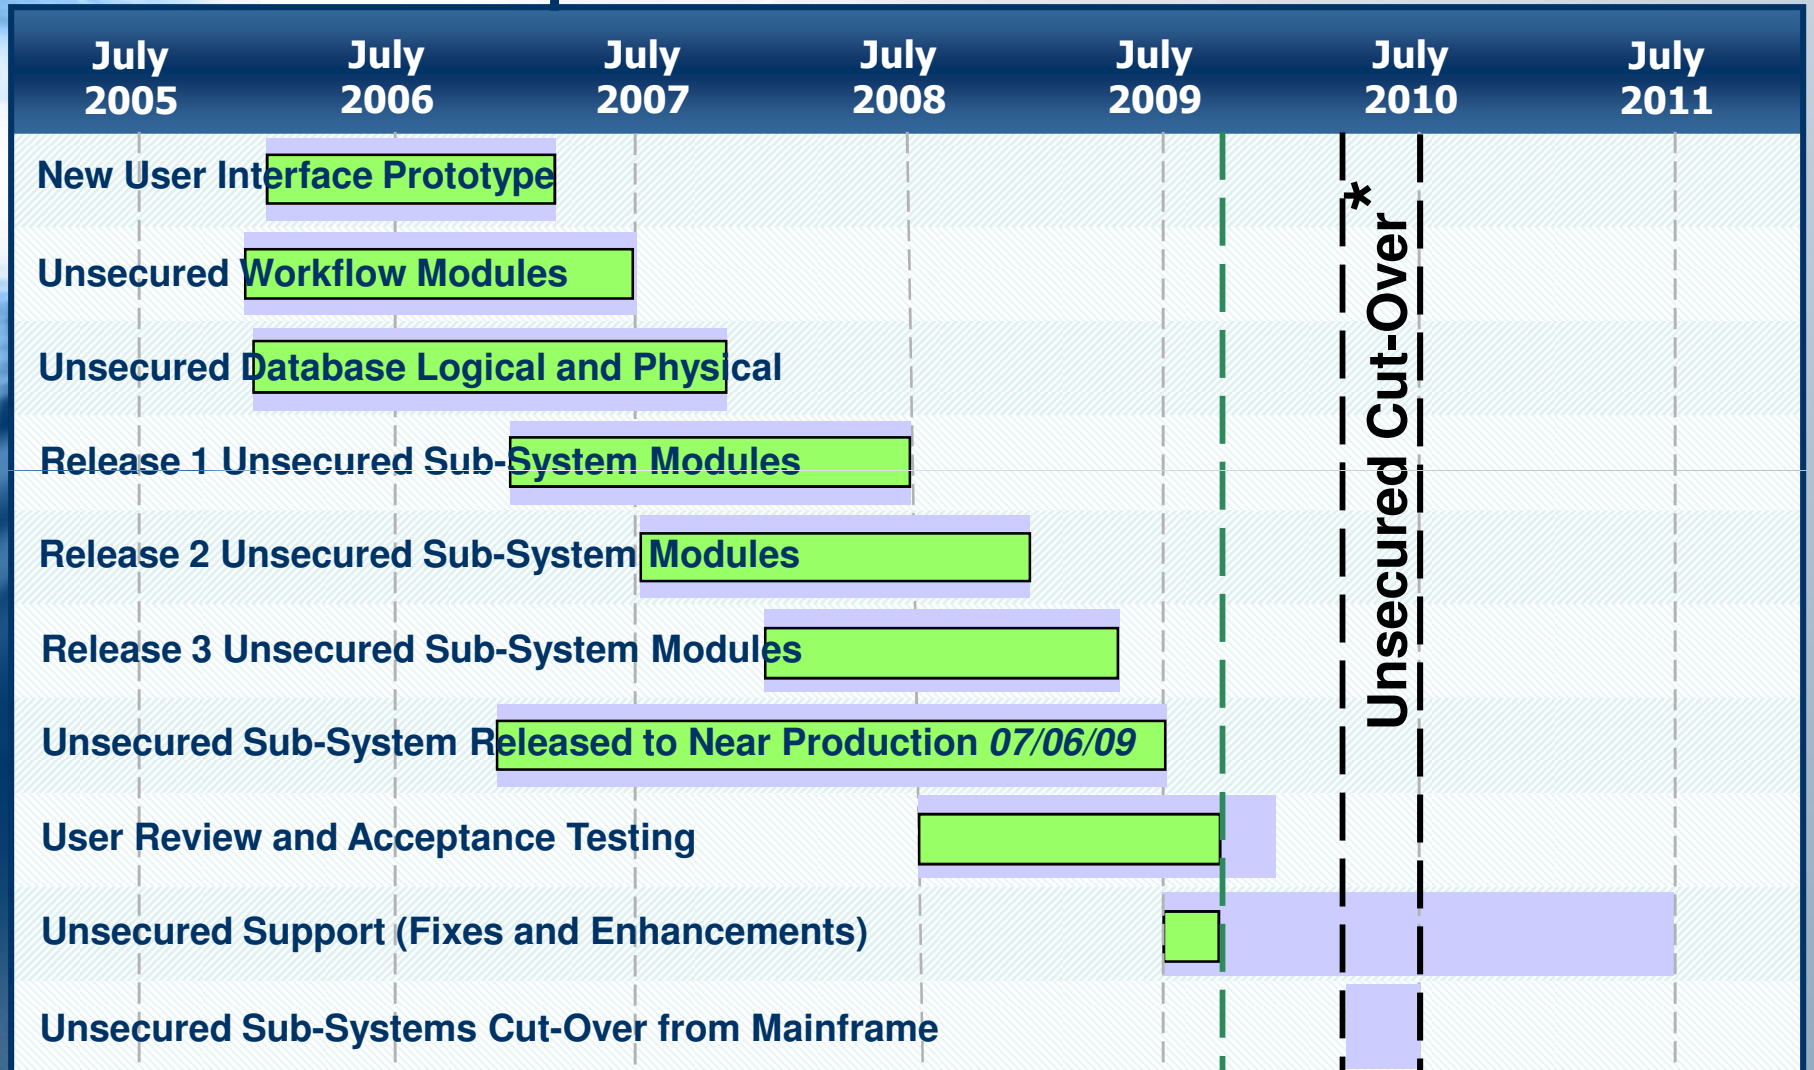 July July July July July July July
2005 2006 2007 2008 2009 2010 2011
New User Interface Prototype
Unsecured Workflow Modules
Unsecured Database Logical and Physical
Release 1 Unsecured Sub-System Modules
Release 2 Unsecured Sub-System Modules
Release 3 Unsecured Sub-System Modules
Unsecured Sub-System Released to Near Production 07/06/09
User Review and Acceptance Testing
Unsecured Support (Fixes and Enhancements)
Unsecured Sub-Systems Cut-Over from Mainframe
Unsecured Cut-Over*